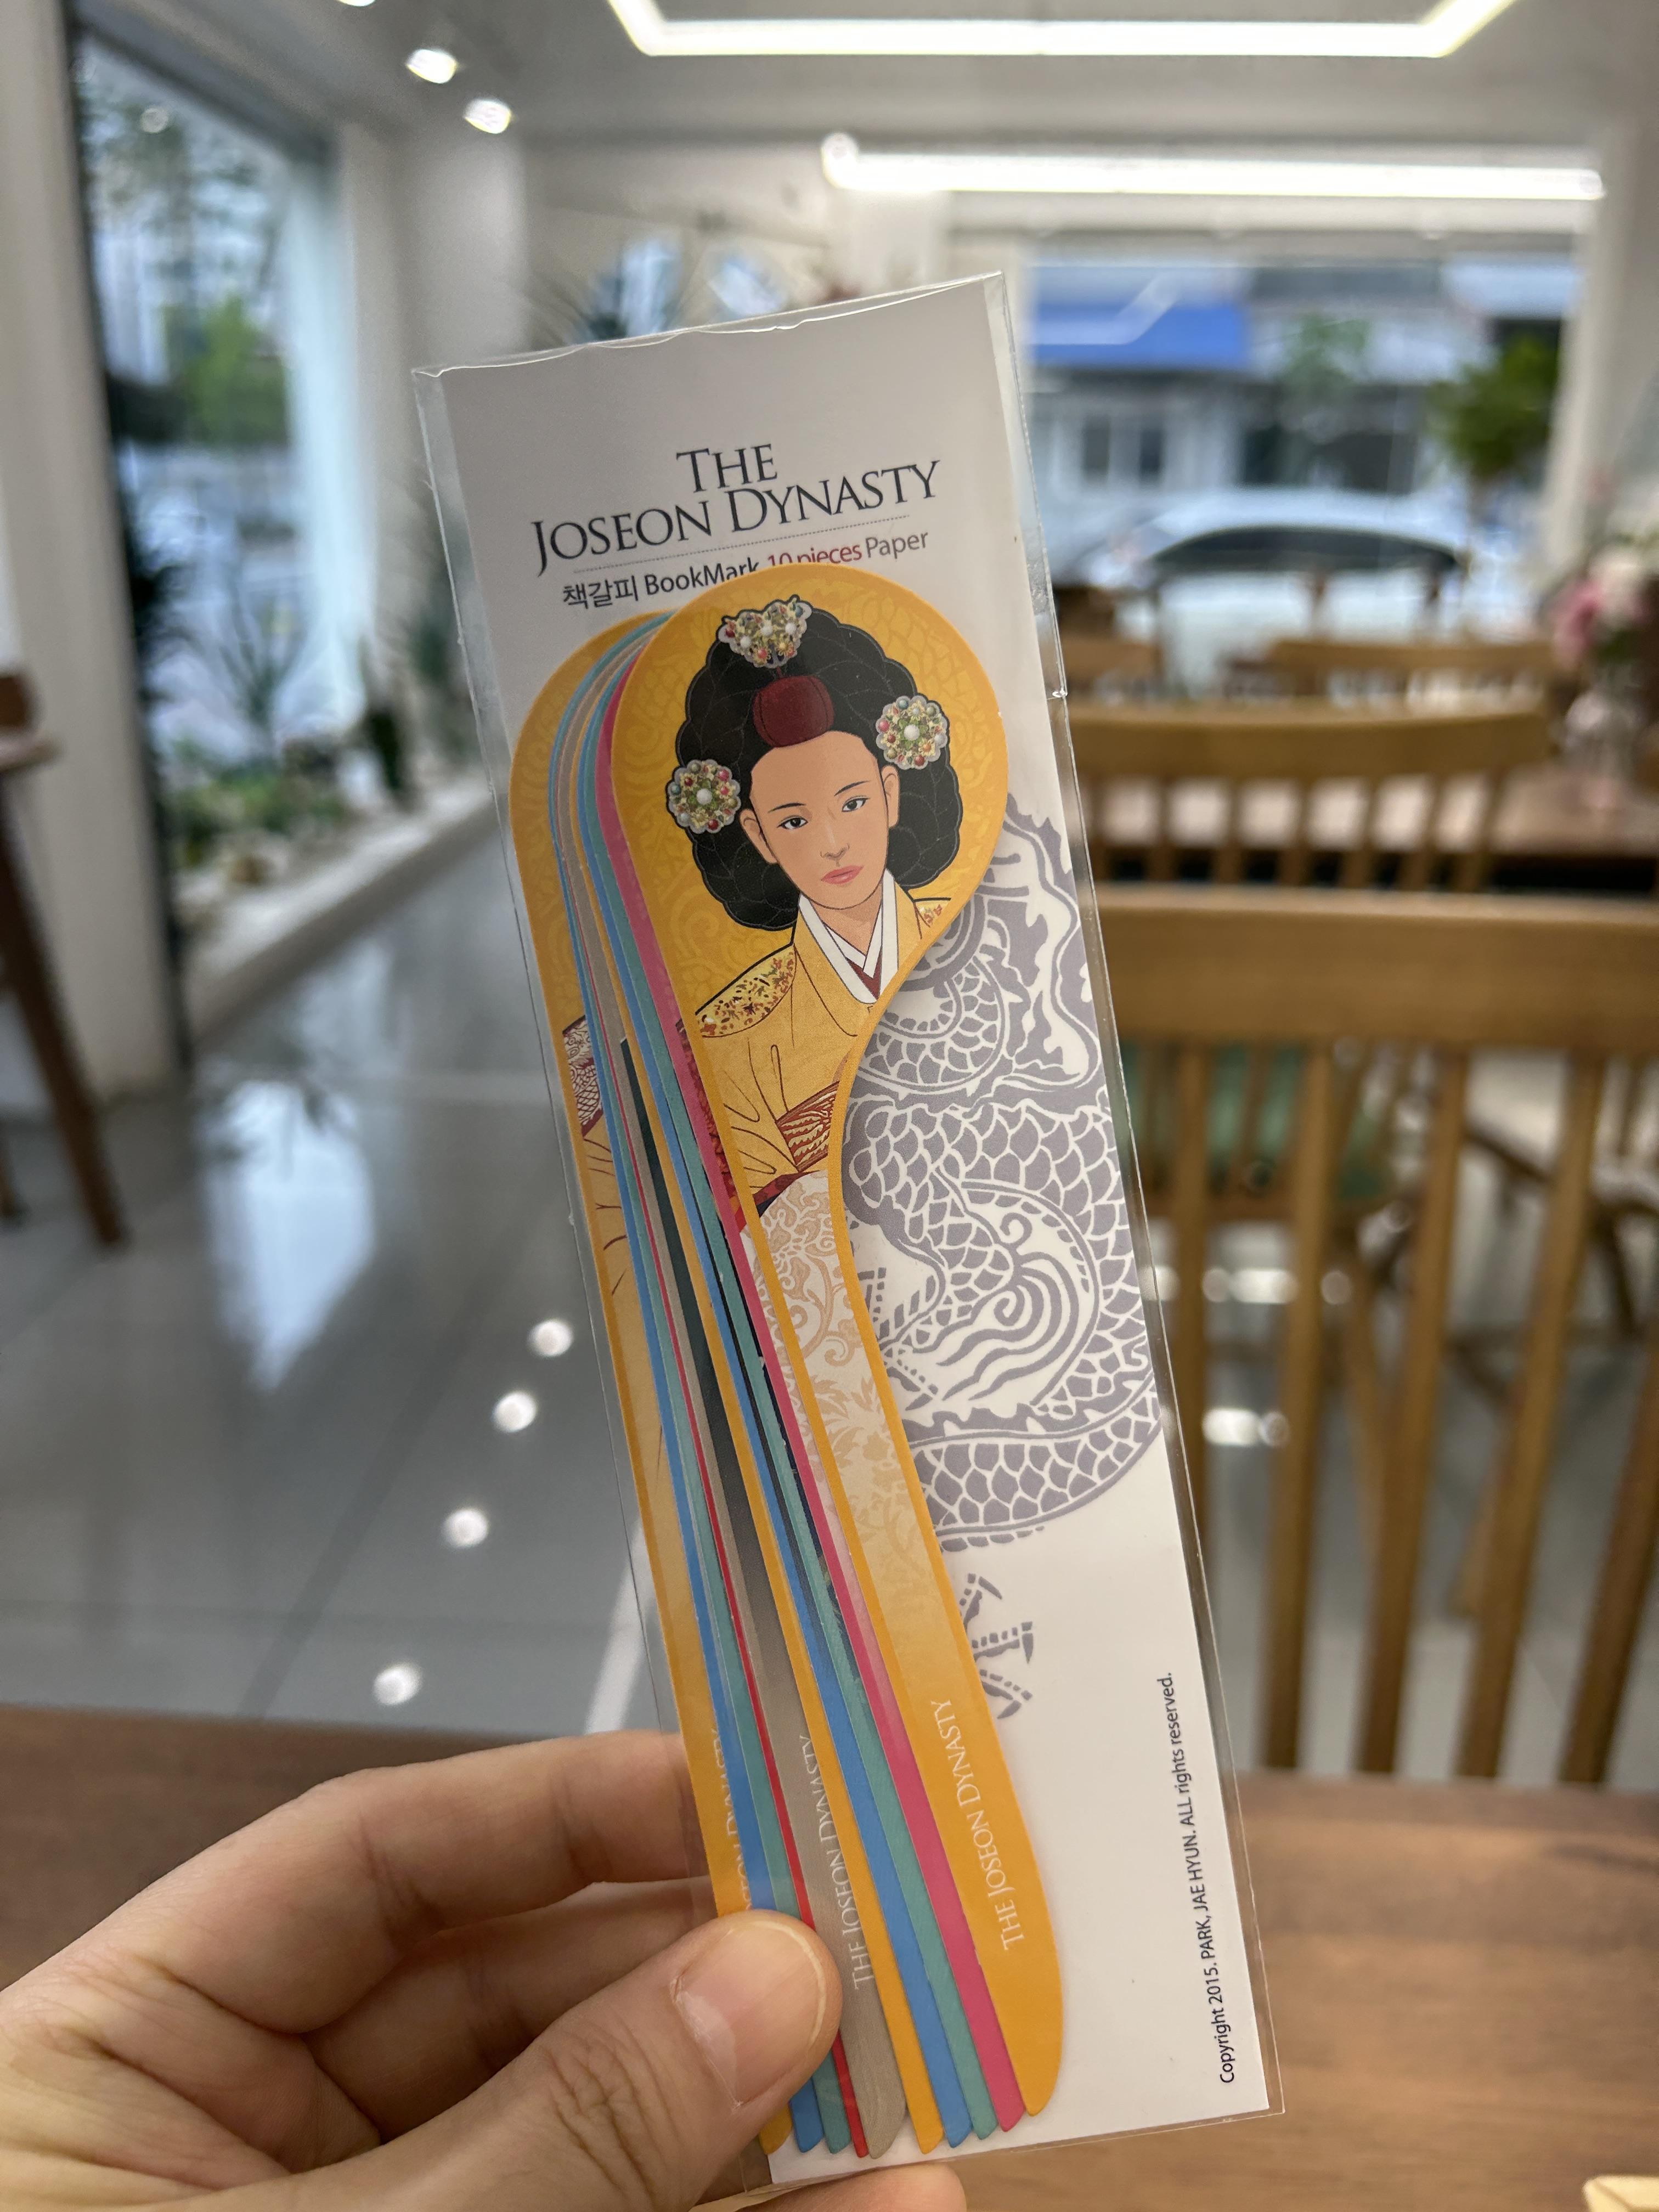 THE
JOSEON DYNASTY
책갈피 BookMark 10 pieces Paper
THE JOSEON DYNASTY
THE JOSEON DYNASTY
DYNASTY
Copyright 2015. PARK, JAE HYUN. ALL rights reserved.